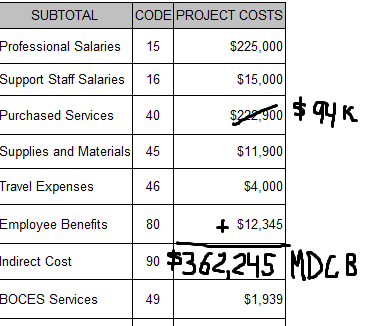 SUBTOTAL CODE PROJECT COSTS
Professional Salaries 15 $225,000
Support Staff Salaries 16 $15,000
Purchased Services 40 $222,900 $94K
Supplies and Materials 45 $11,900
Travel Expenses 46 $4,000
Employee Benefits 80 + $12,345
Indirect Cost 90 $362,245 MDCB
BOCES Services 49 $1,939